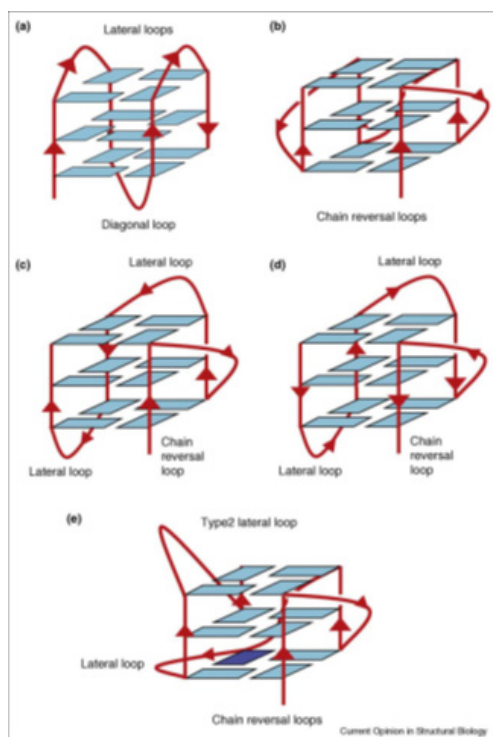 (a)
Lateral loops
(b)
Diagonal loop
Chain reversal loops
(c)
Lateral loop
(d)
Lateral loop
Lateral loop
Chain
reversal
loop
Lateral loop
Chain
reversal
loop
(e)
Type2 lateral loop
Lateral loop
Chain reversal loops
Current Opinion in Structural Biology